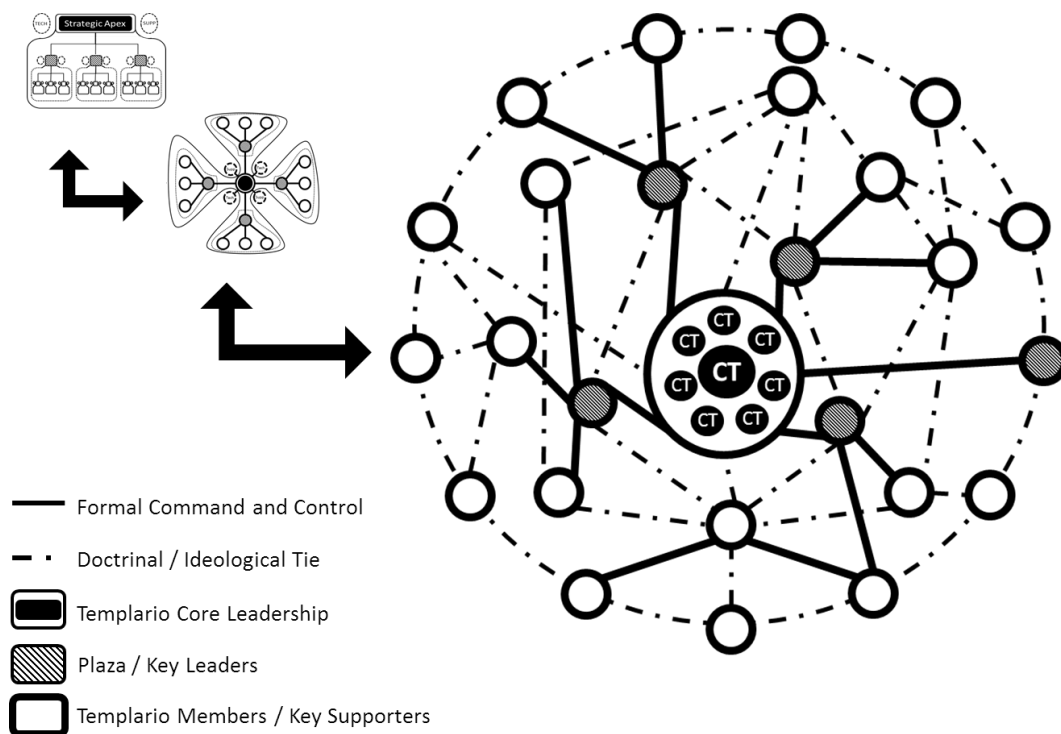 TECH
Strategic Apex
SUPP
CT
CT
CT
CT
CT
CT
CT
CT
Formal Command and Control
Doctrinal / Ideological Tie
Templario Core Leadership
Plaza / Key Leaders
Templario Members / Key Supporters